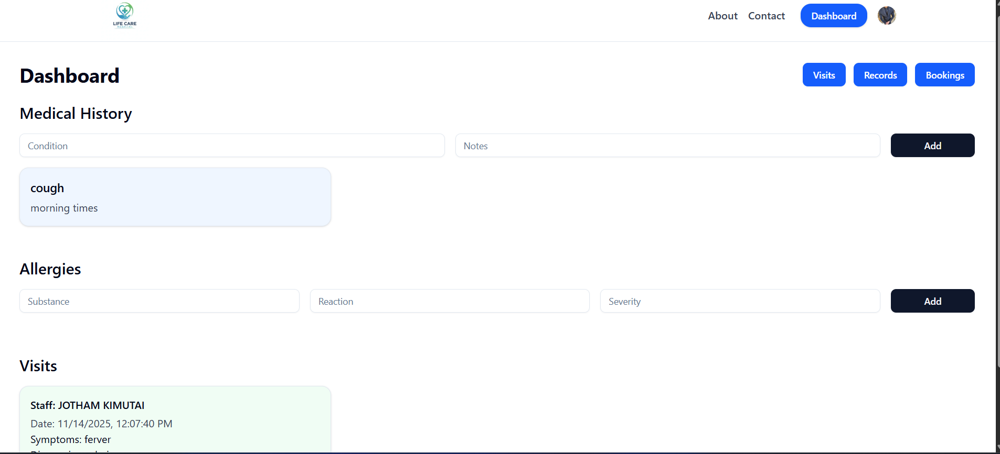 LIFE CARE
HOSPITAL
About Contact Dashboard
Dashboard
Visits Records Bookings
Medical History
Condition Notes Add
cough
morning times
Allergies
Substance Reaction Severity Add
Visits
Staff: JOTHAM KIMUTAI
Date: 11/14/2025, 12:07:40 PM
Symptoms: ferver